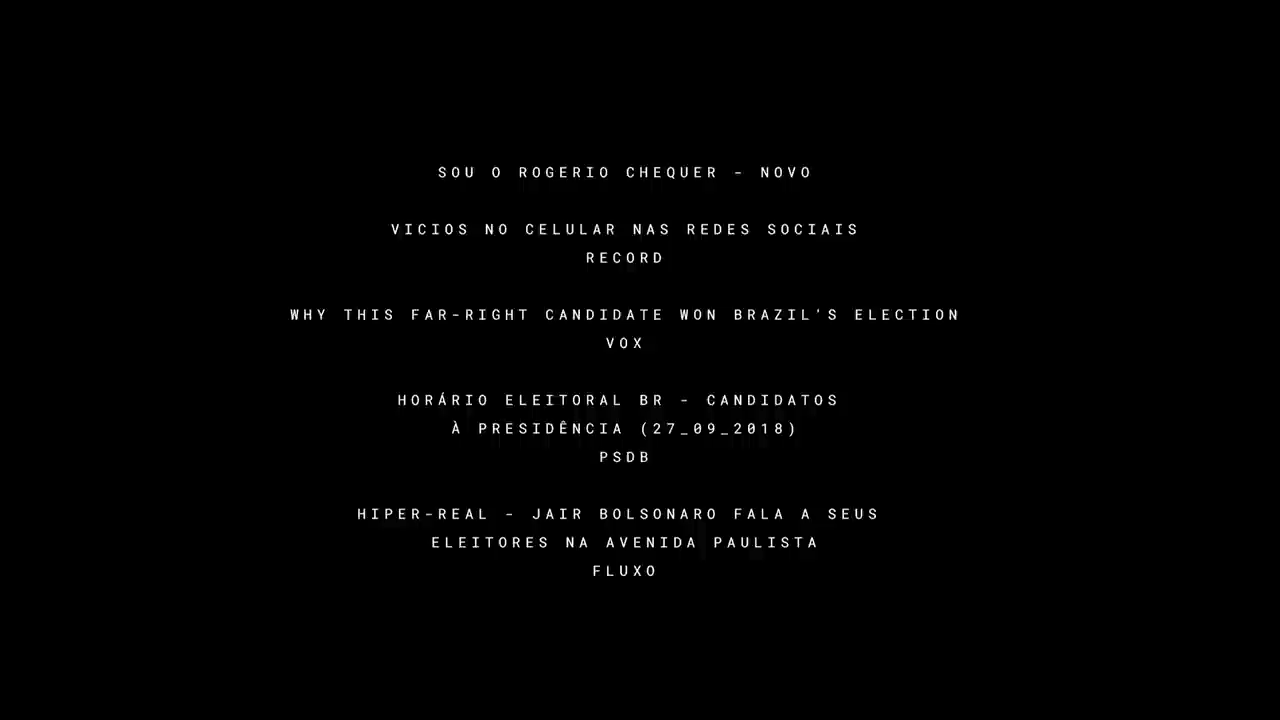 SOU O ROGERIO CHEQUER - NOVO
VICIOS NO CELULAR NAS REDES SOCIAIS
RECORD
WHY THIS FAR-RIGHT CANDIDATE WON BRAZIL'S ELECTION
VOX
HORÁRIO ELEITORAL BR - CANDIDATOS
À PRESIDÊNCIA (27_09_2018)
PSDB
HIPER-REAL - JAIR BOLSONARO FALA A SEUS
ELEITORES NA AVENIDA PAULISTA
FLUXO